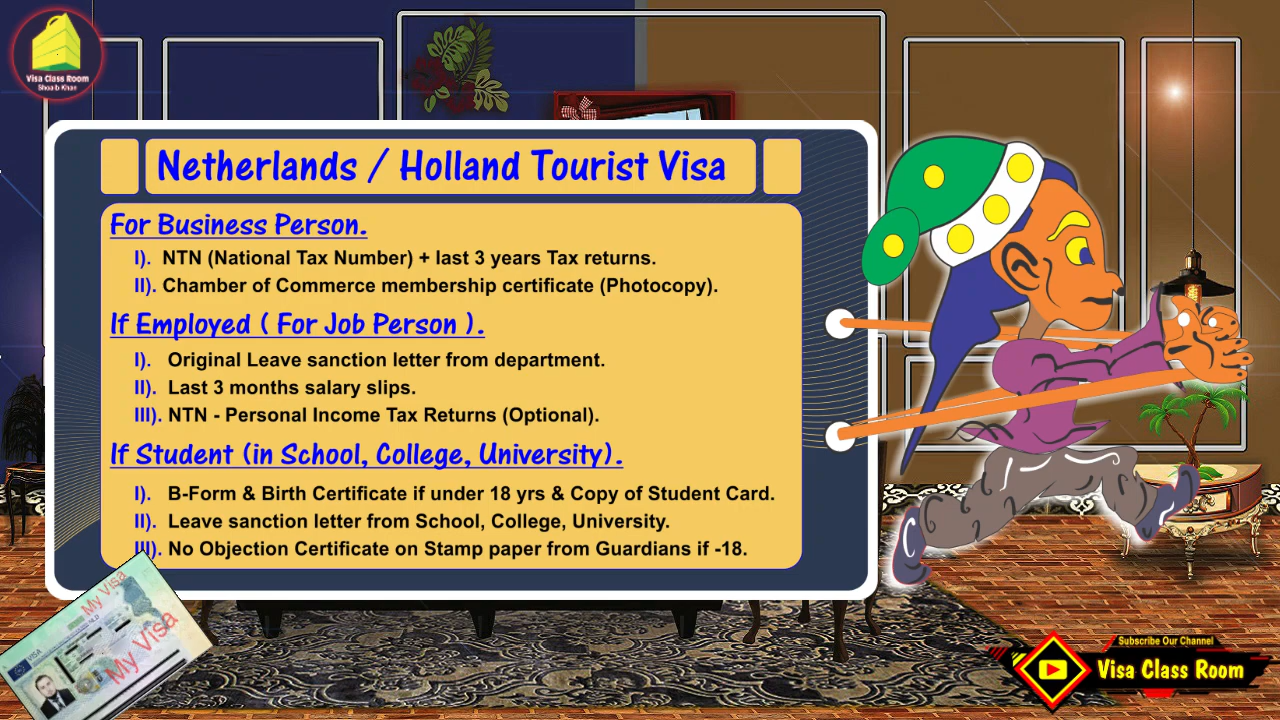 Visa Class Room
Shoaib Khan
Netherlands / Holland Tourist Visa
For Business Person.
I). NTN (National Tax Number) + last 3 years Tax returns.
II). Chamber of Commerce membership certificate (Photocopy).
If Employed ( For Job Person ).
I). Original Leave sanction letter from department.
II). Last 3 months salary slips.
III). NTN - Personal Income Tax Returns (Optional).
If Student (in School, College, University).
I). B-Form & Birth Certificate if under 18 yrs & Copy of Student Card.
II). Leave sanction letter from School, College, University.
III). No Objection Certificate on Stamp paper from Guardians if -18.
My Visa
VISA
My Visa
Subscribe Our Channel
Visa Class Room